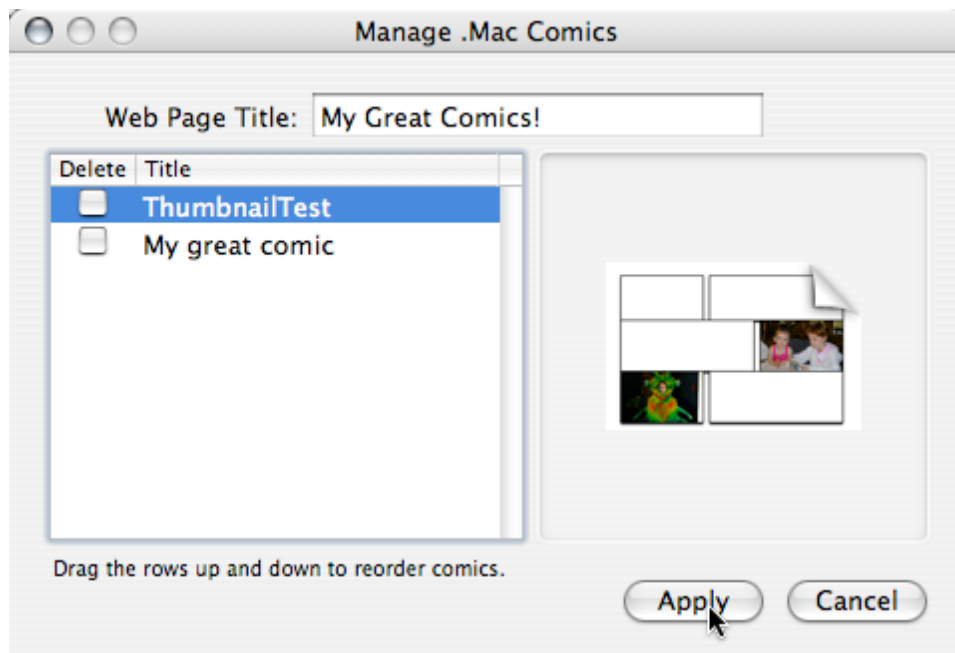 Manage .Mac Comics
Web Page Title: My Great Comics!
Delete Title
ThumbnailTest
My great comic
Drag the rows up and down to reorder comics.
Apply Cancel